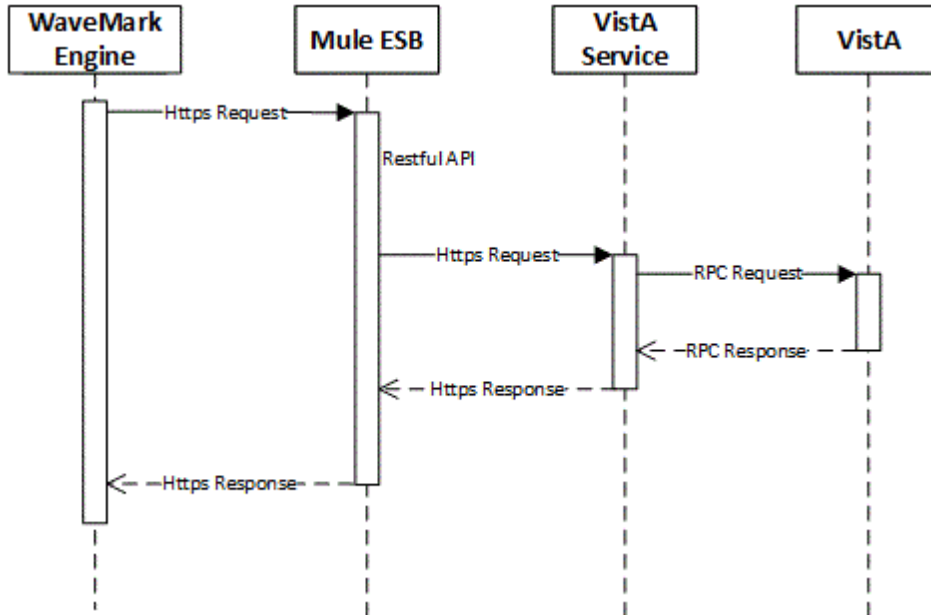 WaveMark
Engine
Mule ESB
VistA
Service
VistA
Https Request
Restful API
Https Request
RPC Request
RPC Response
Https Response
Https Response